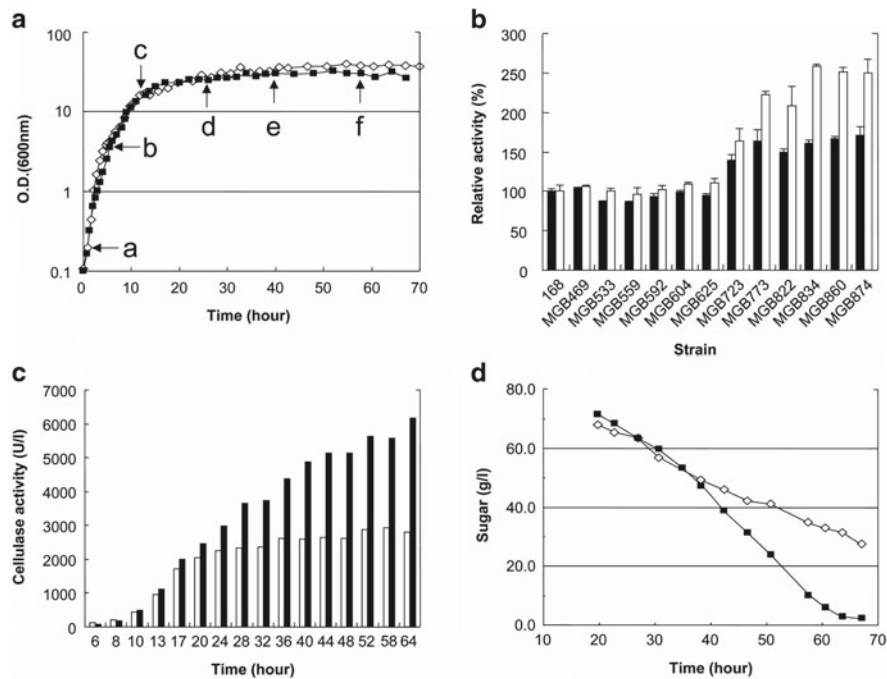 a
100
10
1
0.1
O.D.(600nm)
c
b
a
d
e
f
0
10
20
30
40
50
60
70
Time (hour)
b
300
250
200
150
100
50
0
Relative activity (%)
168
MGB469
MGB533
MGB559
MGB592
MGB604
MGB625
MGB723
MGB773
MGB822
MGB834
MGB860
MGB874
Strain
c
7000
6000
5000
4000
3000
2000
1000
0
Cellulase activity (U/l)
6 8 10 13 17 20 24 28 32 36 40 44 48 52 58 64
Time (hour)
d
80.0
60.0
40.0
20.0
0.0
Sugar (g/l)
10 20 30 40 50 60 70
Time (hour)